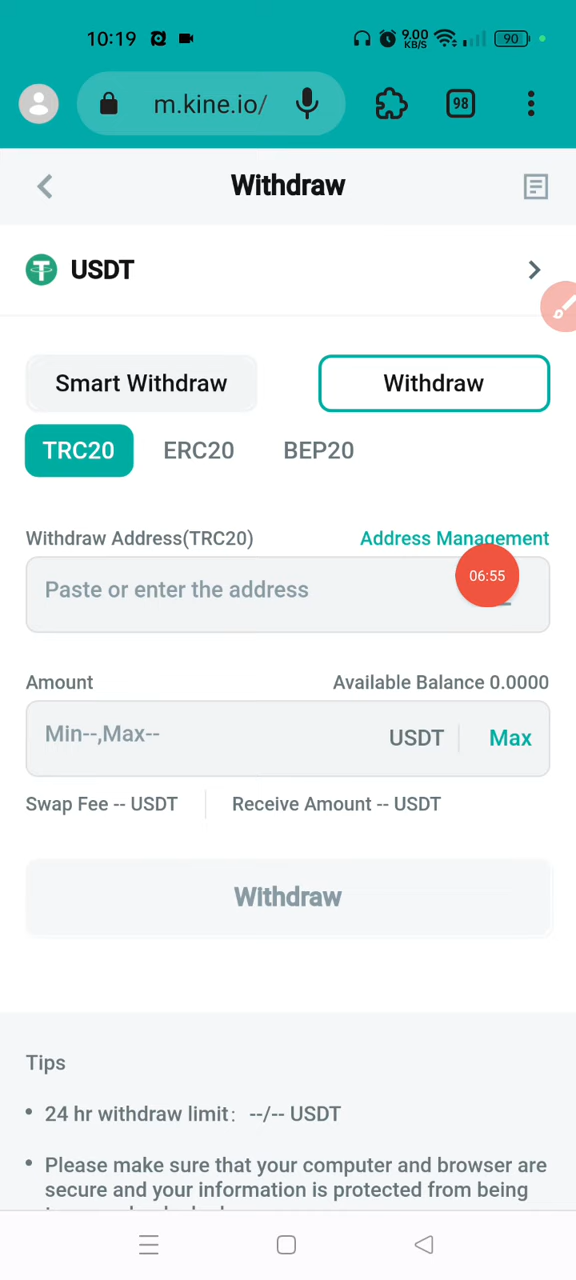 10:19 9.00 KB/S 90
m.kine.io/ 98
Withdraw
USDT
Smart Withdraw Withdraw
TRC20 ERC20 BEP20
Withdraw Address(TRC20) Address Management
Paste or enter the address 06:55
Amount Available Balance 0.0000
Min--,Max-- USDT Max
Swap Fee -- USDT Receive Amount -- USDT
Withdraw
Tips
• 24 hr withdraw limit: --/-- USDT
• Please make sure that your computer and browser are
secure and your information is protected from being